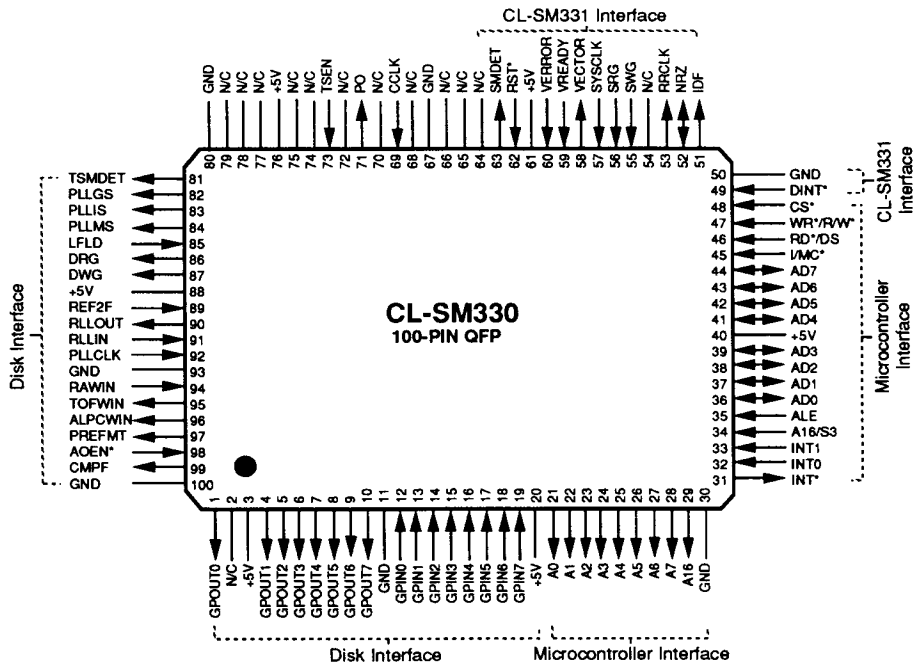 CL-SM331 Interface
GND
N/C
N/C
N/C
+5V
N/C
N/C
TSEN
N/C
PO
N/C
CCLK
N/C
GND
N/C
N/C
N/C
SMDET
RST*
+5V
VERROR
VREADY
VECTOR
SYSCLK
SRG
SWG
N/C
RRCLK
NRZ
IDF
80 79 78 77 76 75 74 73 72 71 70 69 68 67 66 65 64 63 62 61 60 59 58 57 56 55 54 53 52 51
Disk Interface
TSMDET 81
PLLGS 82
PLLIS 83
PLLMS 84
LFLD 85
DRG 86
DWG 87
+5V 88
REF2F 89
RLLOUT 90
RLLIN 91
PLLCLK 92
GND 93
RAWIN 94
TOFWIN 95
ALPCWIN 96
PREFMT 97
AOEN* 98
CMPF 99
GND 100
CL-SM330
100-PIN QFP
50 GND
49 DINT*
48 CS*
47 WR*/R/W*
46 RD*/DS
45 I/MC*
44 AD7
43 AD6
42 AD5
41 AD4
40 +5V
39 AD3
38 AD2
37 AD1
36 AD0
35 ALE
34 A16/S3
33 INT1
32 INT0
31 INT*
CL-SM331
Interface
Microcontroller
Interface
1 2 3 4 5 6 7 8 9 10 11 12 13 14 15 16 17 18 19 20 21 22 23 24 25 26 27 28 29 30
GPOUT0
N/C
+5V
GPOUT1
GPOUT2
GPOUT3
GPOUT4
GPOUT5
GPOUT6
GPOUT7
GND
GPIN0
GPIN1
GPIN2
GPIN3
GPIN4
GPIN5
GPIN6
GPIN7
+5V
A0
A1
A2
A3
A4
A5
A6
A7
A16
GND
Disk Interface
Microcontroller Interface